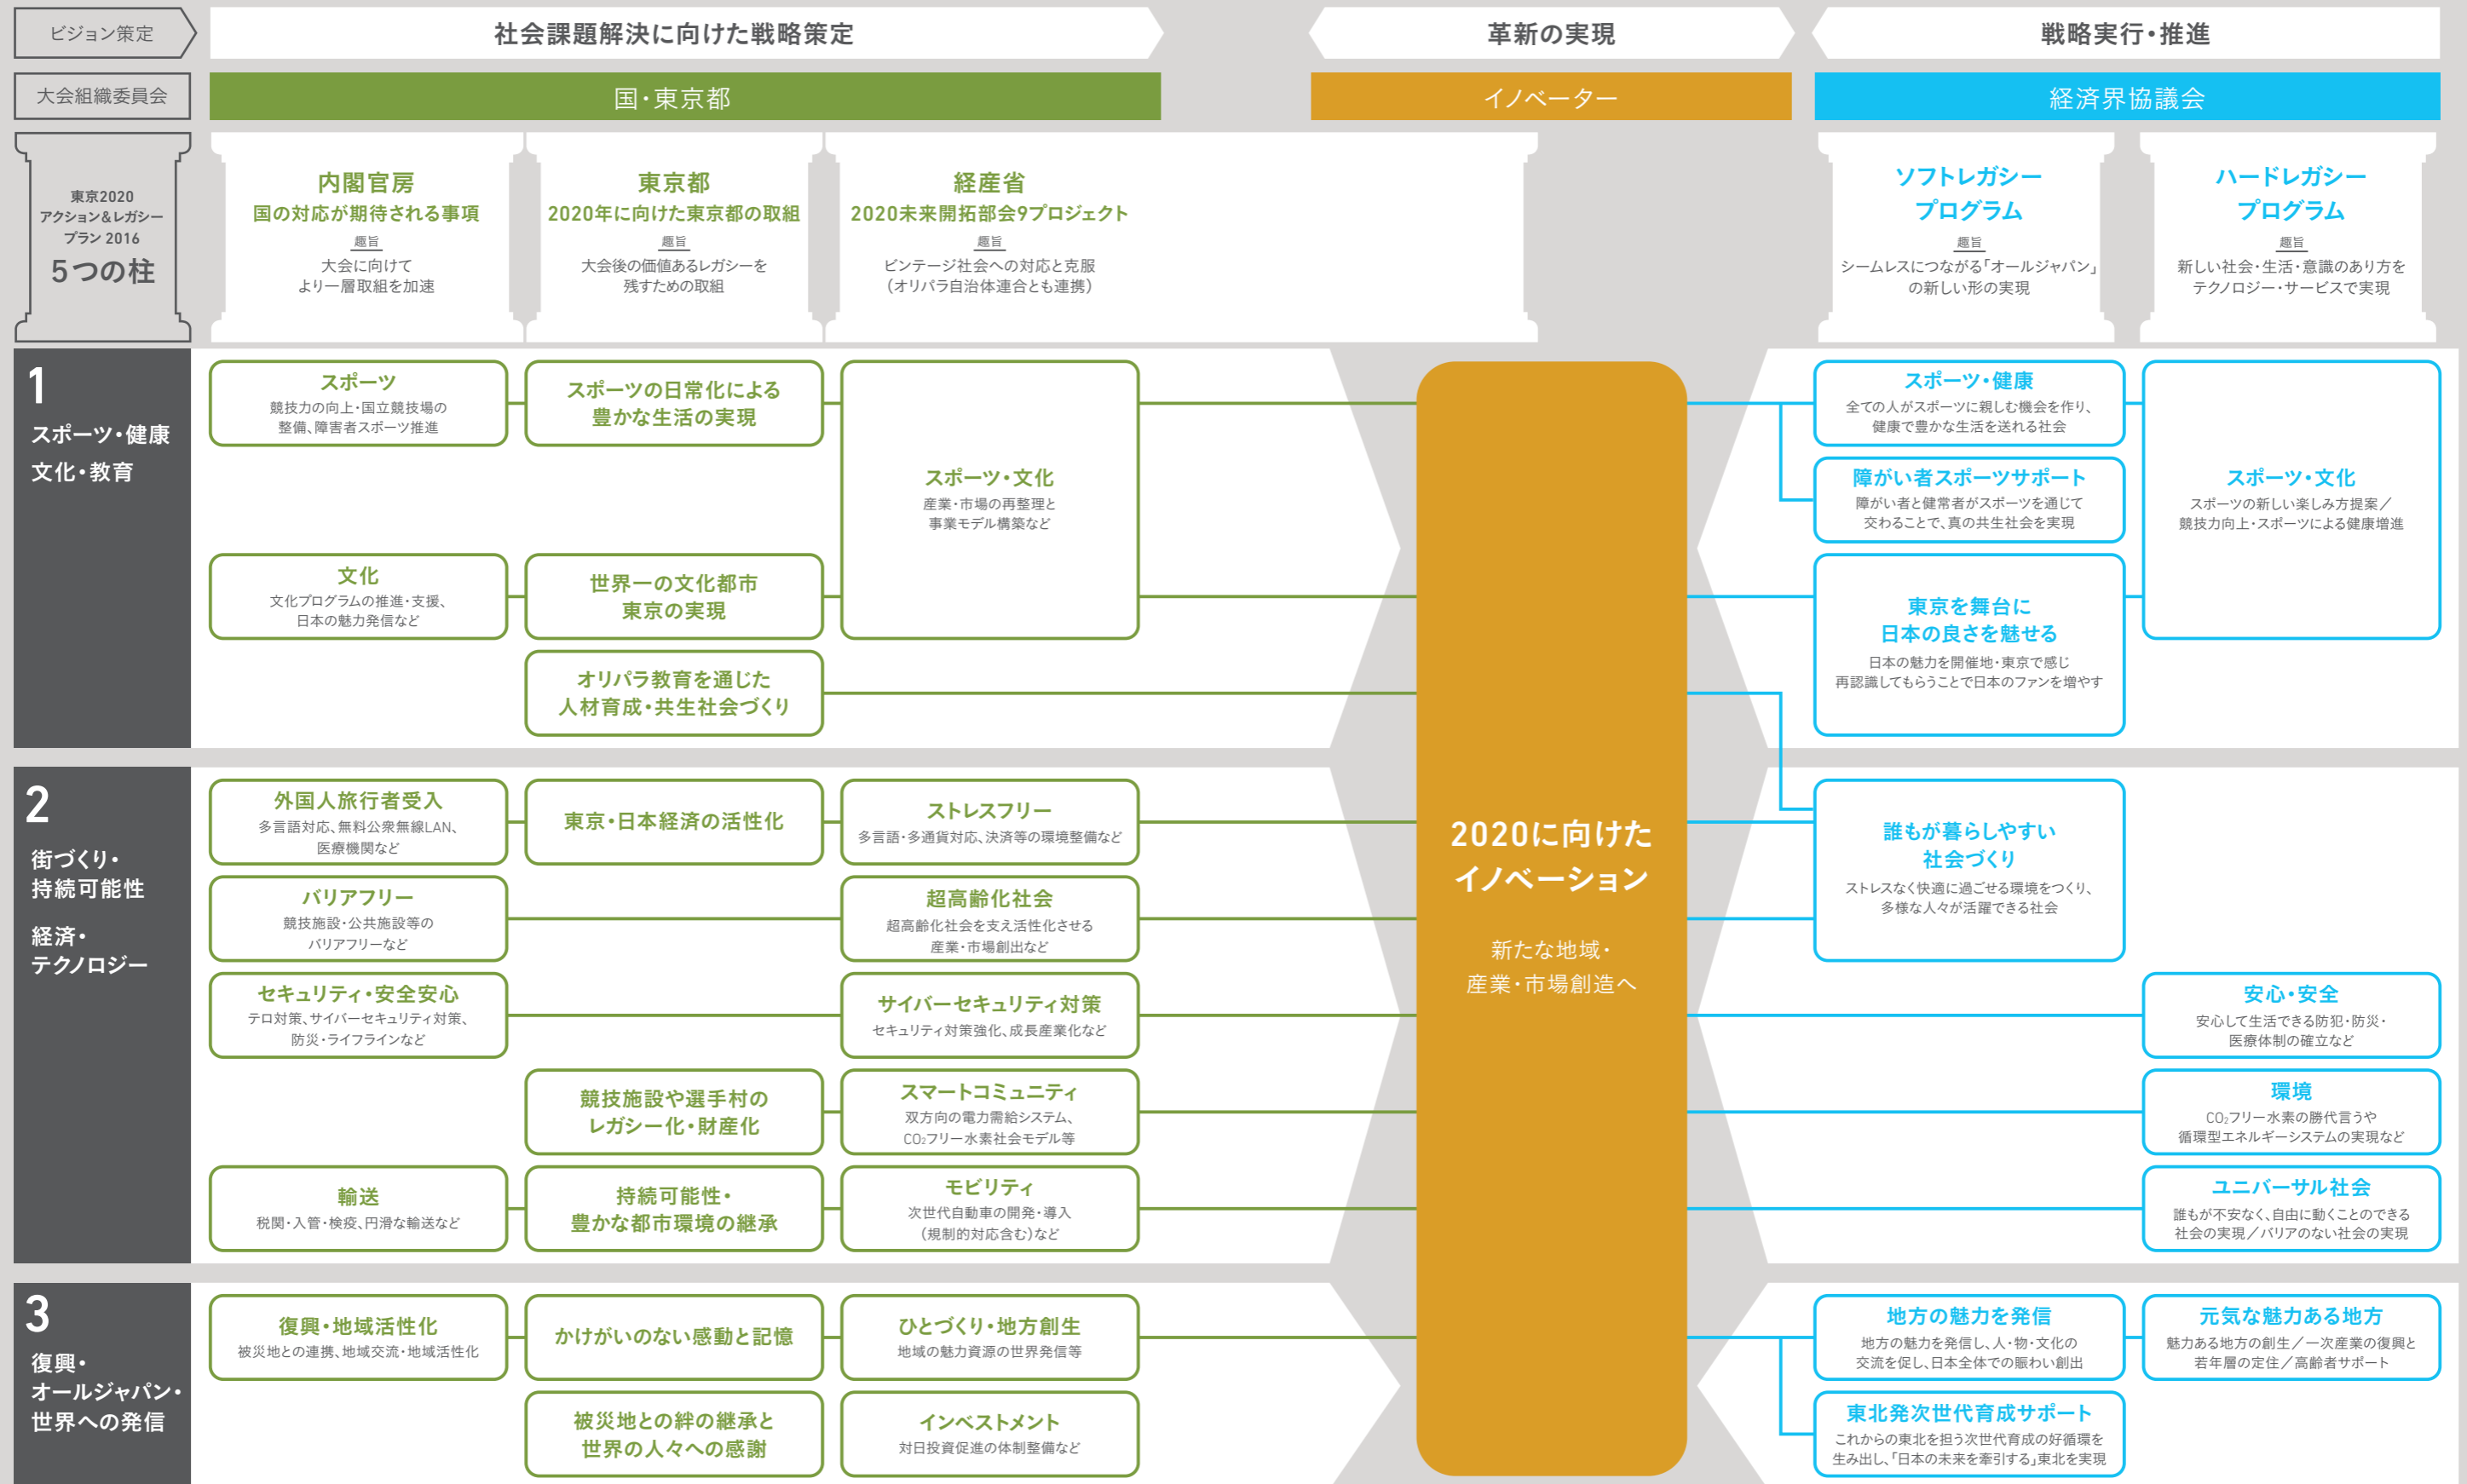 ビジョン策定
社会課題解決に向けた戦略策定
革新の実現
戦略実行・推進
大会組織委員会
国・東京都
イノベーター
経済界協議会
東京2020
アクション＆レガシー
プラン 2016
5つの柱
内閣官房
国の対応が期待される事項
趣旨
大会に向けて
より一層取組を加速
東京都
2020年に向けた東京都の取組
趣旨
大会後の価値あるレガシーを
残すための取組
経産省
2020未来開拓部会9プロジェクト
趣旨
ビンテージ社会への対応と克服
（オリパラ自治体連合とも連携）
ソフトレガシー
プログラム
趣旨
シームレスにつながる「オールジャパン」
の新しい形の実現
ハードレガシー
プログラム
趣旨
新しい社会・生活・意識のあり方を
テクノロジー・サービスで実現
1
スポーツ・健康
文化・教育
スポーツ
競技力の向上・国立競技場の
整備、障害者スポーツ推進
スポーツの日常化による
豊かな生活の実現
スポーツ・文化
産業・市場の再整理と
事業モデル構築など
文化
文化プログラムの推進・支援、
日本の魅力発信など
世界一の文化都市
東京の実現
オリパラ教育を通じた
人材育成・共生社会づくり
スポーツ・健康
全ての人がスポーツに親しむ機会を作り、
健康で豊かな生活を送れる社会
障がい者スポーツサポート
障がい者と健常者がスポーツを通じて
交わることで、真の共生社会を実現
東京を舞台に
日本の良さを魅せる
日本の魅力を開催地・東京で感じ
再認識してもらうことで日本のファンを増やす
スポーツ・文化
スポーツの新しい楽しみ方提案／
競技力向上・スポーツによる健康増進
2
街づくり・
持続可能性
経済・
テクノロジー
外国人旅行者受入
多言語対応、無料公衆無線LAN、
医療機関など
東京・日本経済の活性化
ストレスフリー
多言語・多通貨対応、決済等の環境整備など
バリアフリー
競技施設・公共施設等の
バリアフリーなど
超高齢化社会
超高齢化社会を支え活性化させる
産業・市場創出など
セキュリティ・安全安心
テロ対策、サイバーセキュリティ対策、
防災・ライフラインなど
サイバーセキュリティ対策
セキュリティ対策強化、成長産業化など
競技施設や選手村の
レガシー化・財産化
スマートコミュニティ
双方向の電力需給システム、
CO₂フリー水素社会モデル等
輸送
税関・入管・検疫、円滑な輸送など
持続可能性・
豊かな都市環境の継承
モビリティ
次世代自動車の開発・導入
（規制的対応含む）など
2020に向けた
イノベーション
新たな地域・
産業・市場創造へ
誰もが暮らしやすい
社会づくり
ストレスなく快適に過ごせる環境をつくり、
多様な人々が活躍できる社会
安心・安全
安心して生活できる防犯・防災・
医療体制の確立など
環境
CO₂フリー水素の勝代言うや
循環型エネルギーシステムの実現など
ユニバーサル社会
誰もが不安なく、自由に動くことのできる
社会の実現／バリアのない社会の実現
3
復興・
オールジャパン・
世界への発信
復興・地域活性化
被災地との連携、地域交流・地域活性化
かけがいのない感動と記憶
ひとづくり・地方創生
地域の魅力資源の世界発信等
被災地との絆の継承と
世界の人々への感謝
インベストメント
対日投資促進の体制整備など
地方の魅力を発信
地方の魅力を発信し、人・物・文化の
交流を促し、日本全体での賑わい創出
元気な魅力ある地方
魅力ある地方の創生／一次産業の復興と
若年層の定住／高齢者サポート
東北発次世代育成サポート
これからの東北を担う次世代育成の好循環を
生み出し、「日本の未来を牽引する」東北を実現